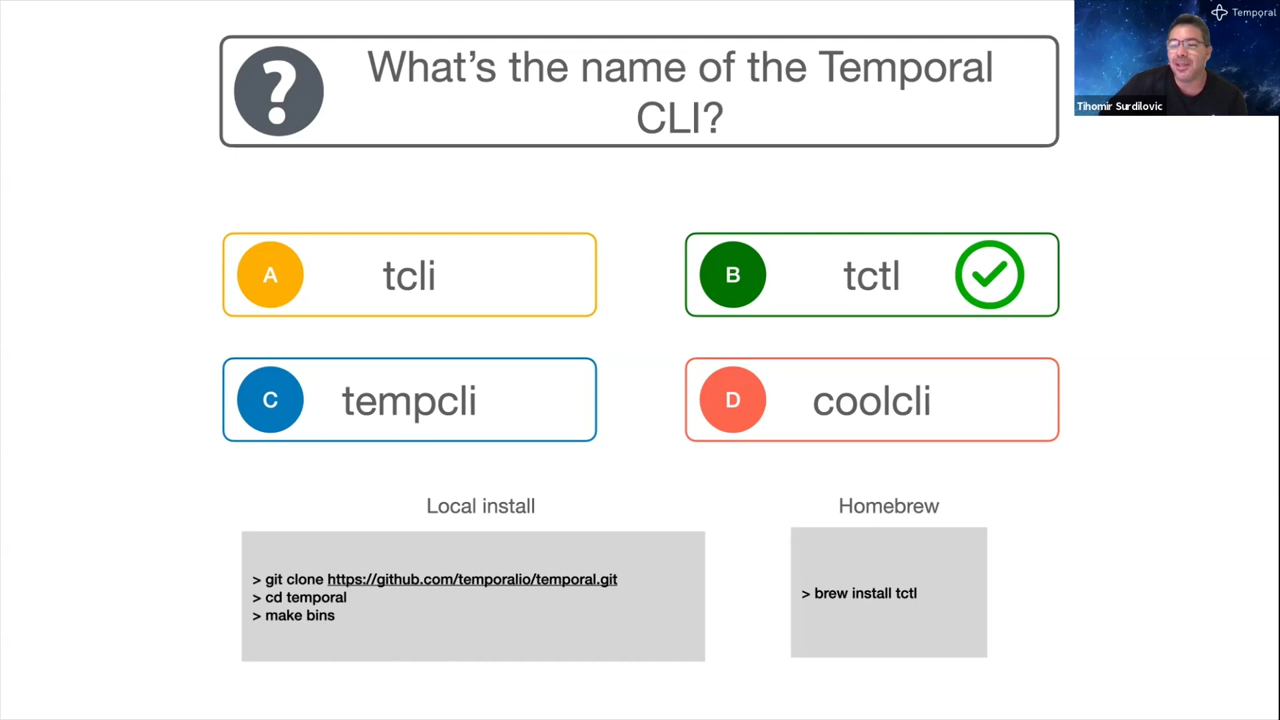 ?
What's the name of the Temporal
CLI?
Temporal
Tihomir Surdilovic
A
tcli
B
tctl
C
tempcli
D
coolcli
Local install
> git clone https://github.com/temporalio/temporal.git
> cd temporal
> make bins
Homebrew
> brew install tctl